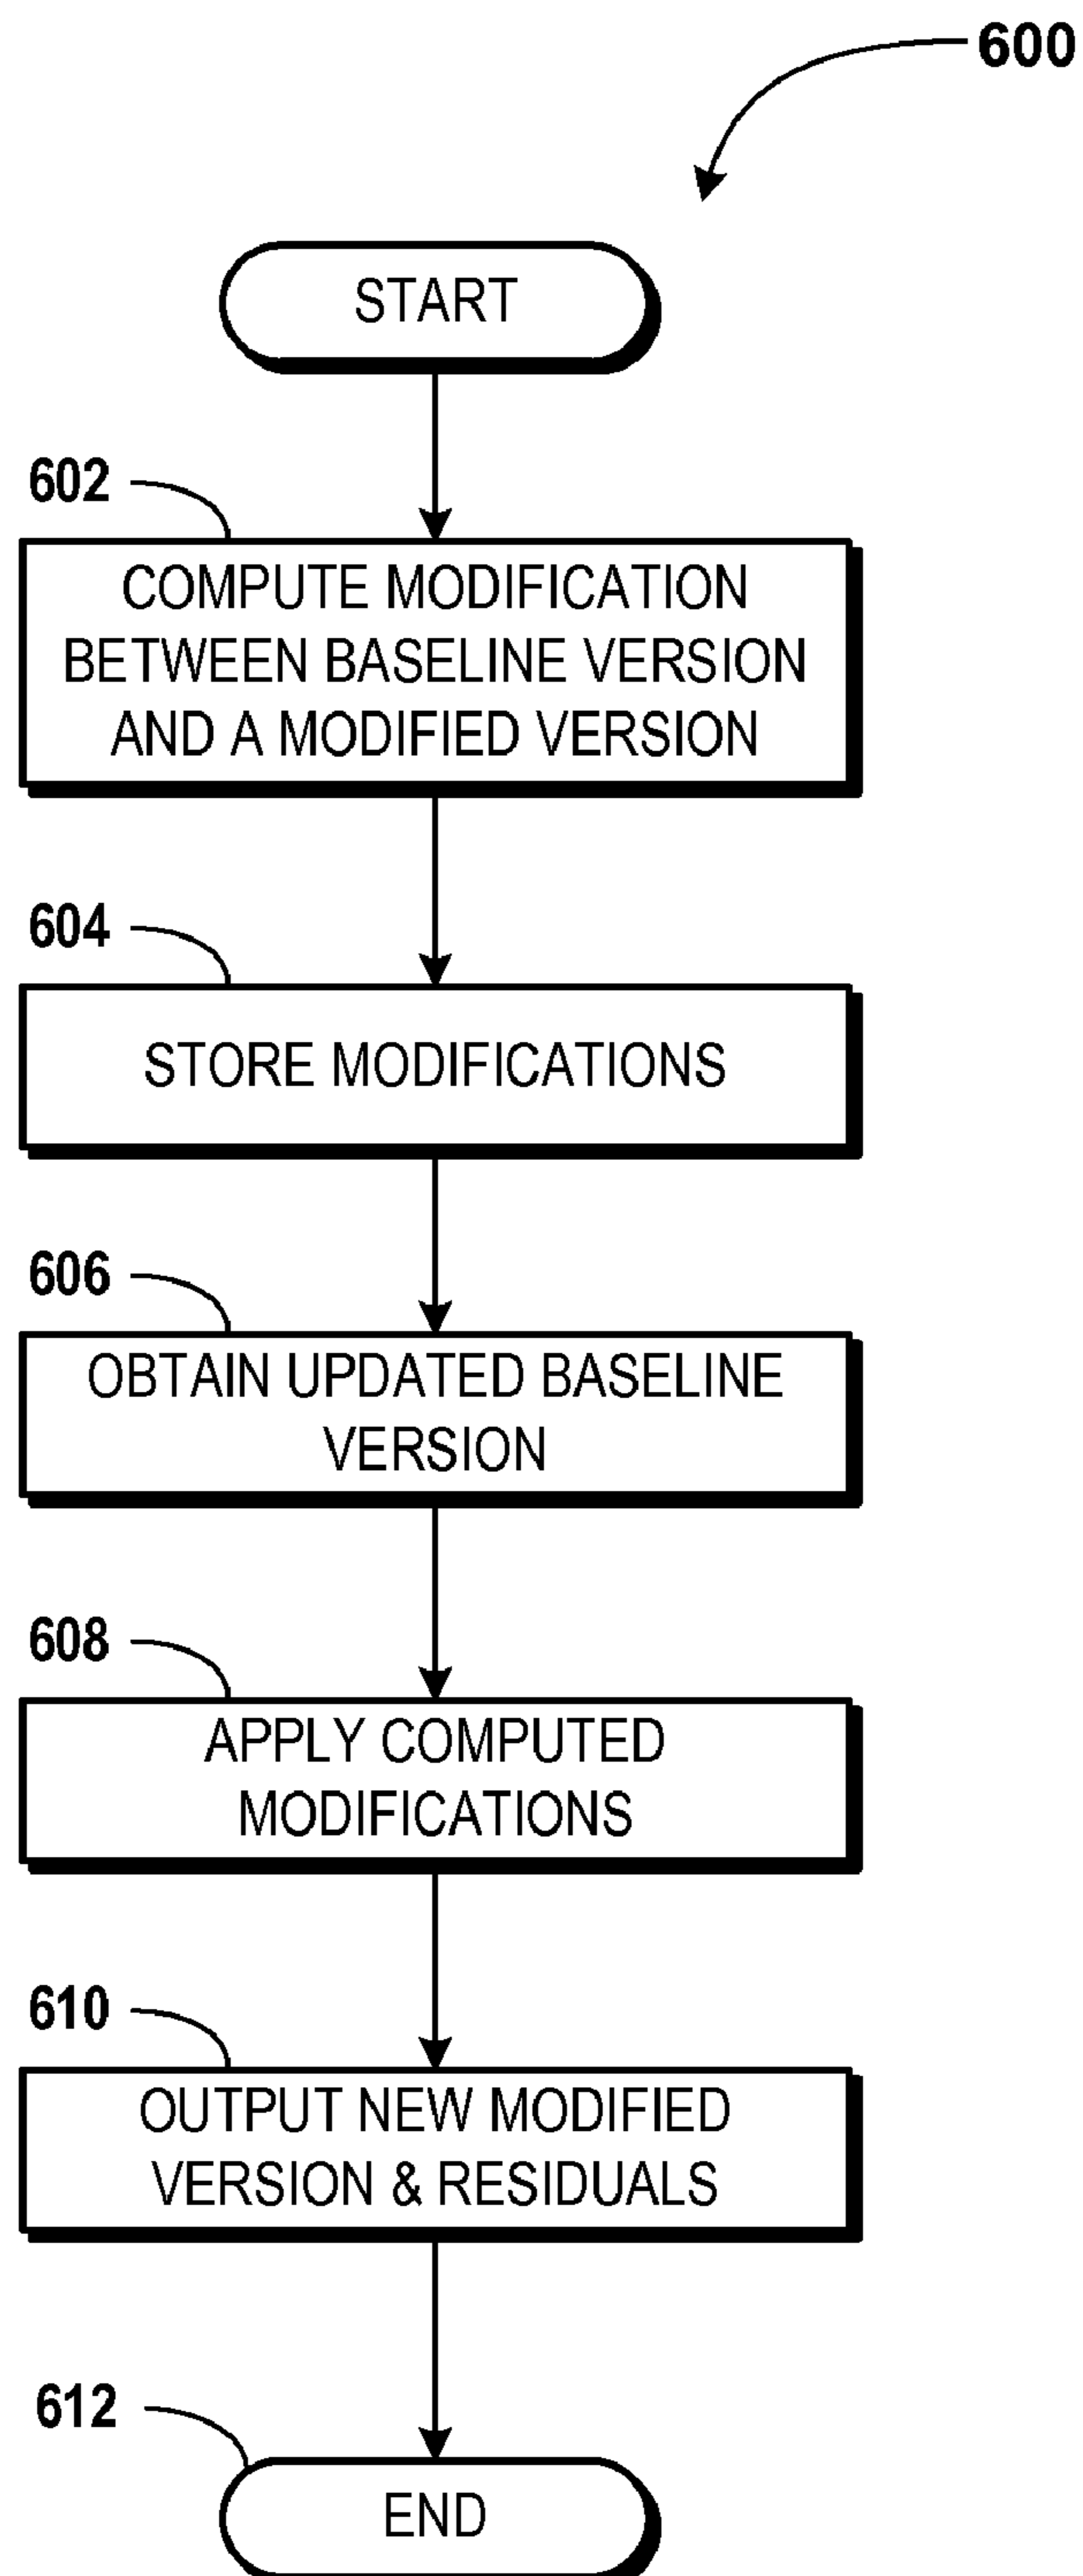 600
START
602
COMPUTE MODIFICATION
BETWEEN BASELINE VERSION
AND A MODIFIED VERSION
604
STORE MODIFICATIONS
606
OBTAIN UPDATED BASELINE
VERSION
608
APPLY COMPUTED
MODIFICATIONS
610
OUTPUT NEW MODIFIED
VERSION & RESIDUALS
612
END